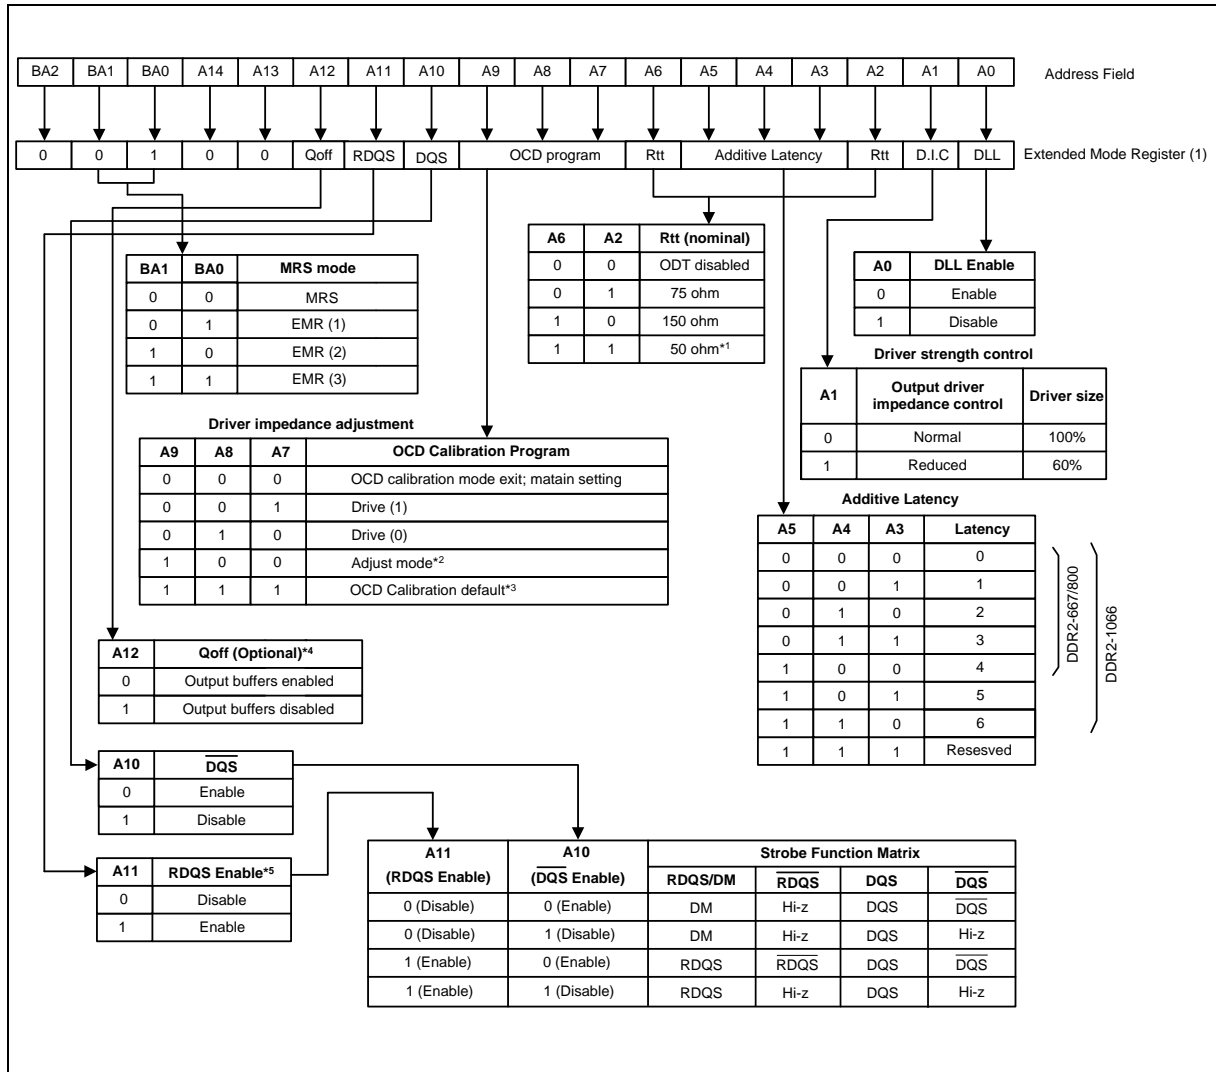 BA2 BA1 BA0 A14 A13 A12 A11 A10 A9 A8 A7 A6 A5 A4 A3 A2 A1 A0 Address Field
0 0 1 0 0 Qoff RDQS DQS OCD program Rtt Additive Latency Rtt D.I.C DLL Extended Mode Register (1)
BA1 BA0 MRS mode
0 0 MRS
0 1 EMR (1)
1 0 EMR (2)
1 1 EMR (3)
A6 A2 Rtt (nominal)
0 0 ODT disabled
0 1 75 ohm
1 0 150 ohm
1 1 50 ohm*1
A0 DLL Enable
0 Enable
1 Disable
Driver strength control
A1 Output driver impedance control Driver size
0 Normal 100%
1 Reduced 60%
Driver impedance adjustment
A9 A8 A7 OCD Calibration Program
0 0 0 OCD calibration mode exit; matain setting
0 0 1 Drive (1)
0 1 0 Drive (0)
1 0 0 Adjust mode*2
1 1 1 OCD Calibration default*3
Additive Latency
A5 A4 A3 Latency
0 0 0 0
0 0 1 1
0 1 0 2
0 1 1 3
1 0 0 4
1 0 1 5
1 1 0 6
1 1 1 Resesved
DDR2-667/800
DDR2-1066
A12 Qoff (Optional)*4
0 Output buffers enabled
1 Output buffers disabled
A10 DQS
0 Enable
1 Disable
A11 RDQS Enable*5
0 Disable
1 Enable
A11 (RDQS Enable) A10 (DQS Enable) Strobe Function Matrix
RDQS/DM RDQS DQS DQS
0 (Disable) 0 (Enable) DM Hi-z DQS DQS
0 (Disable) 1 (Disable) DM Hi-z DQS Hi-z
1 (Enable) 0 (Enable) RDQS RDQS DQS DQS
1 (Enable) 1 (Disable) RDQS Hi-z DQS Hi-z